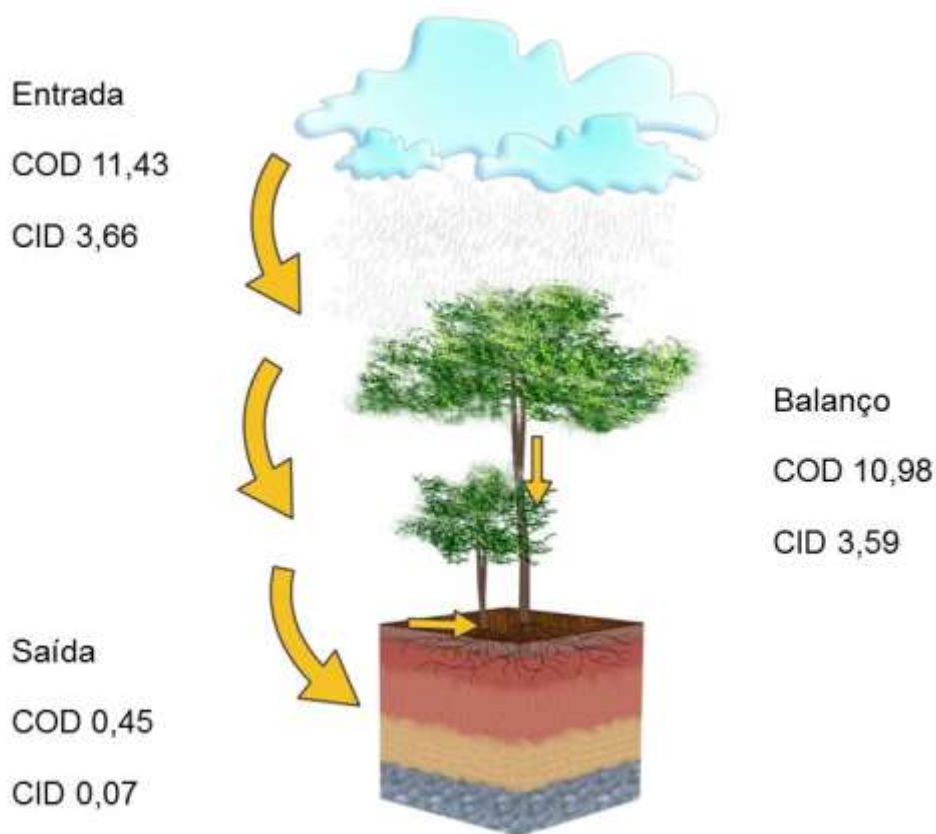 Entrada
COD 11,43
CID 3,66
Balanço
COD 10,98
CID 3,59
Saída
COD 0,45
CID 0,07